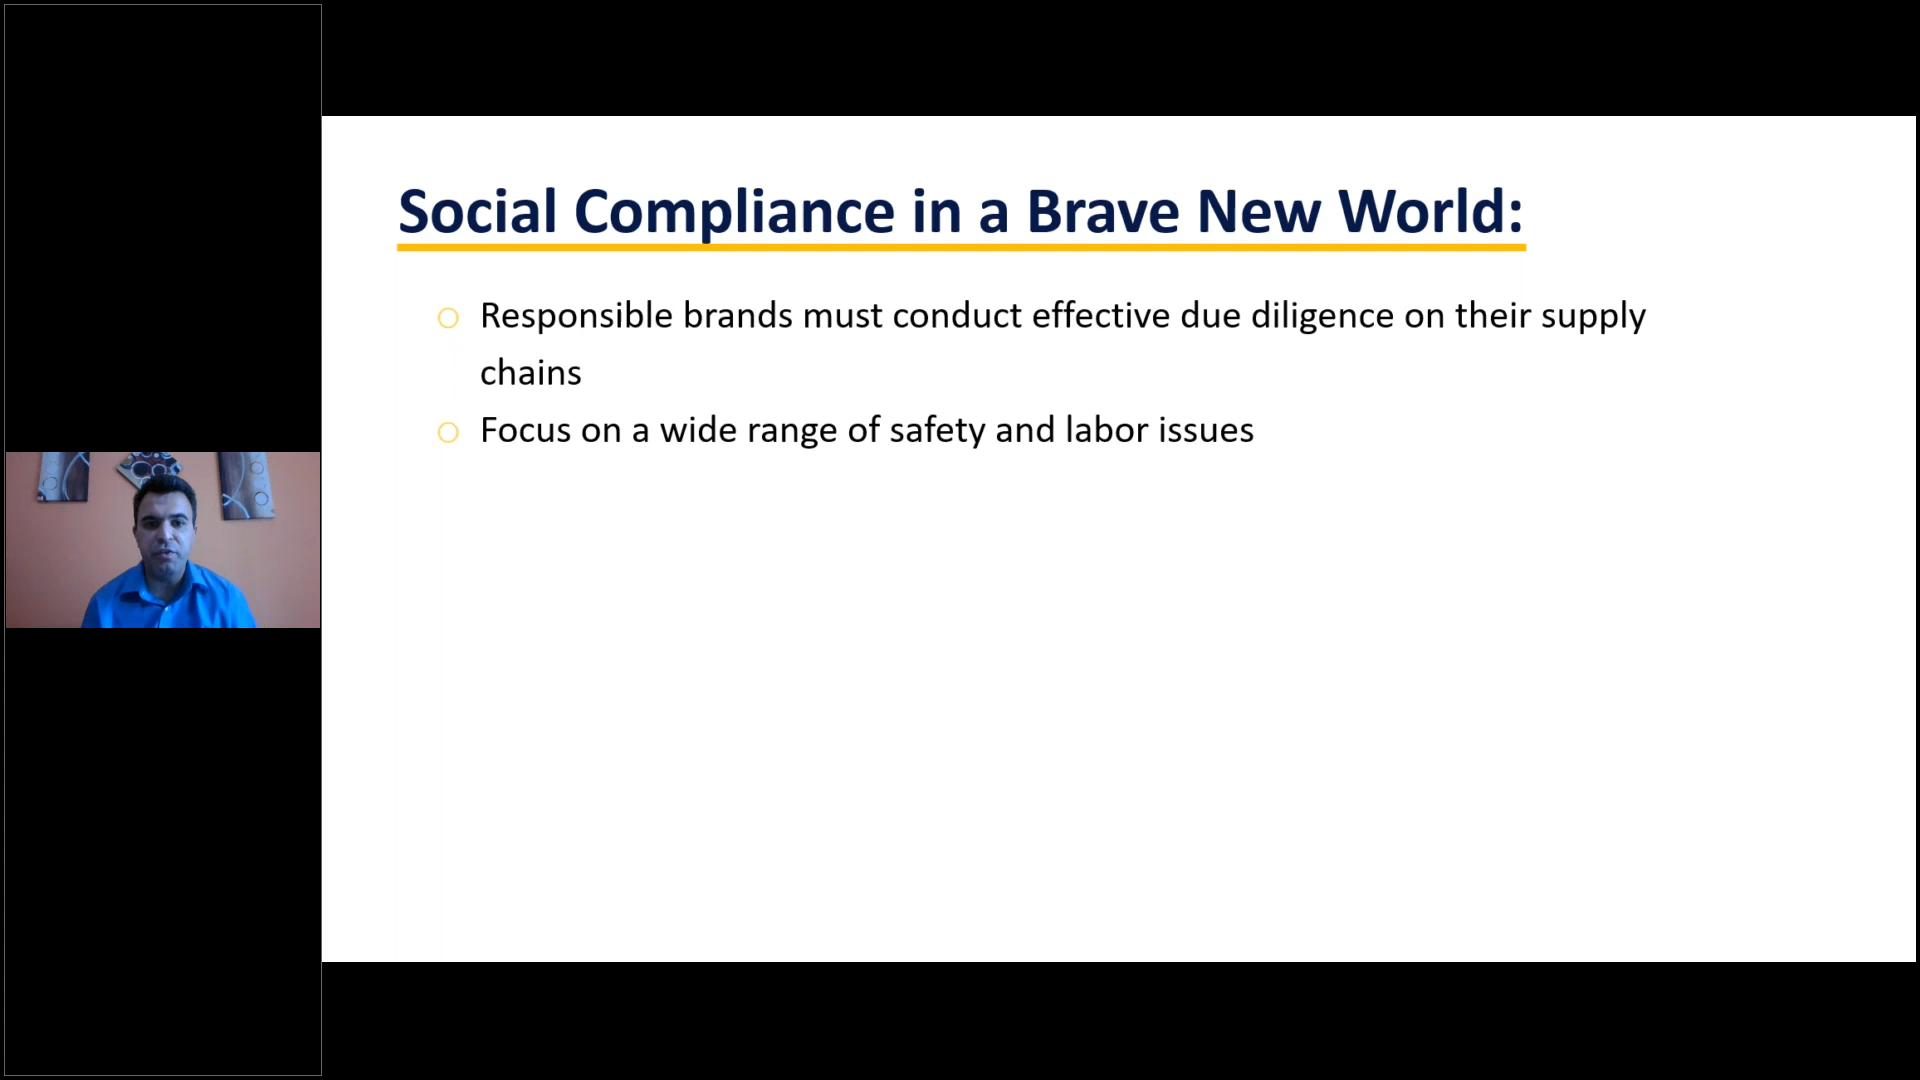 Social Compliance in a Brave New World:
Responsible brands must conduct effective due diligence on their supply
chains
Focus on a wide range of safety and labor issues